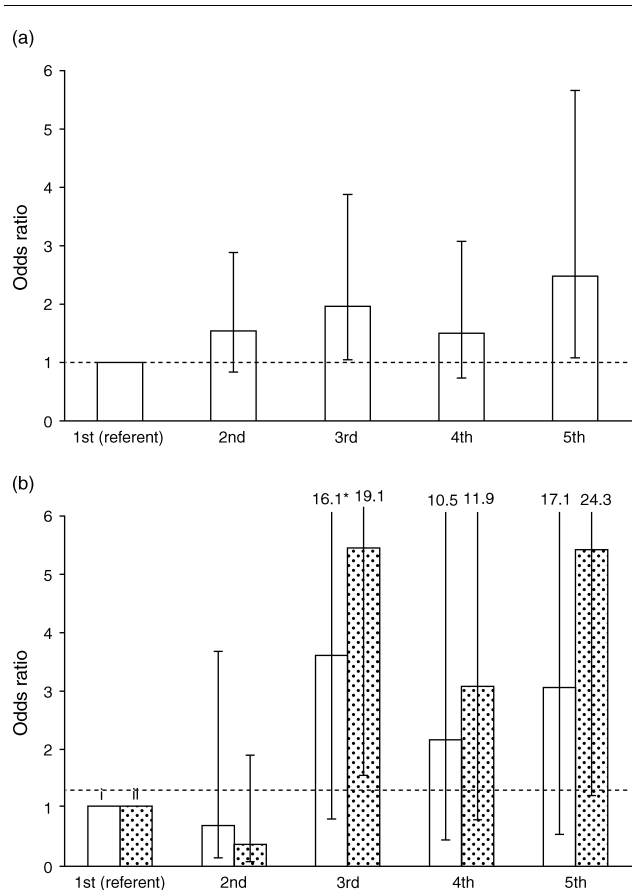 (a)
6
5
4
3
2
1
0
Odds ratio
1st (referent) 2nd 3rd 4th 5th
(b)
16.1* 19.1 10.5 11.9 17.1 24.3
6
5
4
3
2
1
0
Odds ratio
i ii
1st (referent) 2nd 3rd 4th 5th